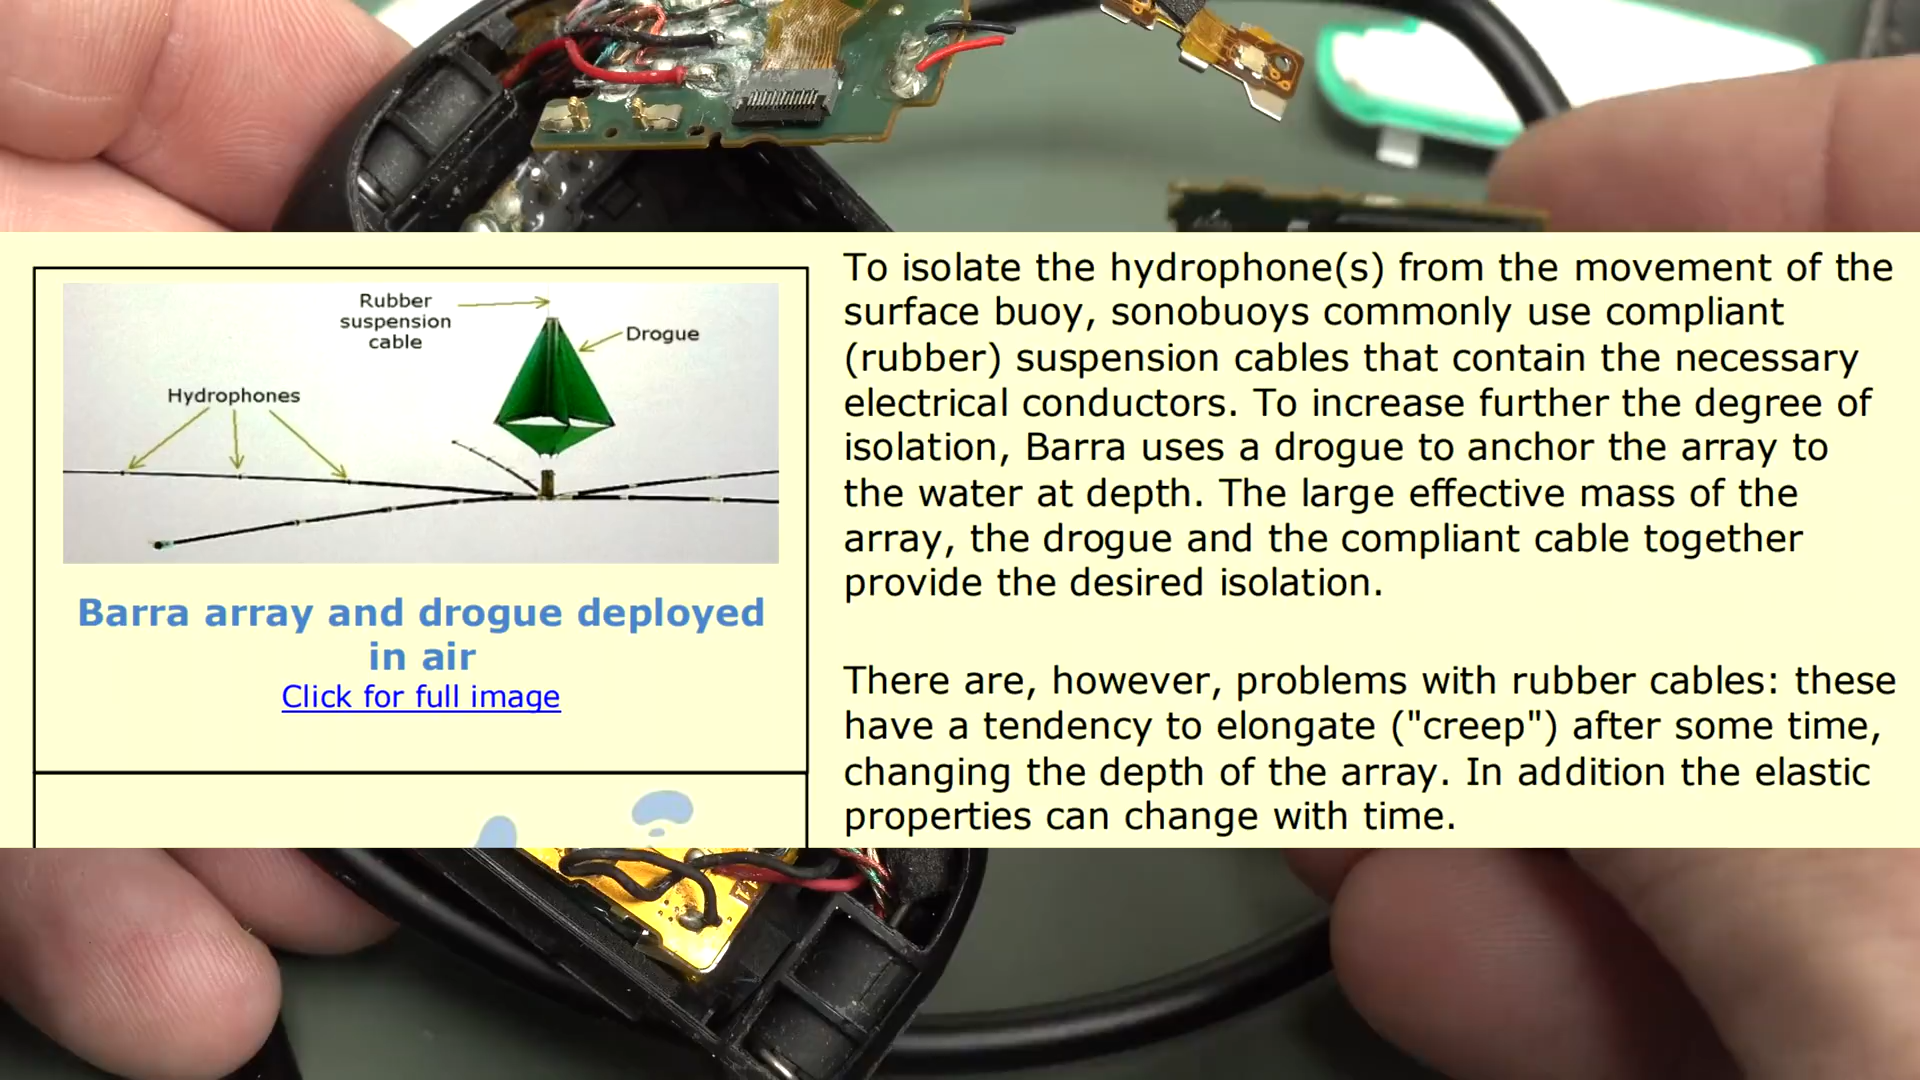 Rubber
suspension
cable
Drogue
Hydrophones
Barra array and drogue deployed
in air
Click for full image
To isolate the hydrophone(s) from the movement of the
surface buoy, sonobuoys commonly use compliant
(rubber) suspension cables that contain the necessary
electrical conductors. To increase further the degree of
isolation, Barra uses a drogue to anchor the array to
the water at depth. The large effective mass of the
array, the drogue and the compliant cable together
provide the desired isolation.
There are, however, problems with rubber cables: these
have a tendency to elongate ("creep") after some time,
changing the depth of the array. In addition the elastic
properties can change with time.